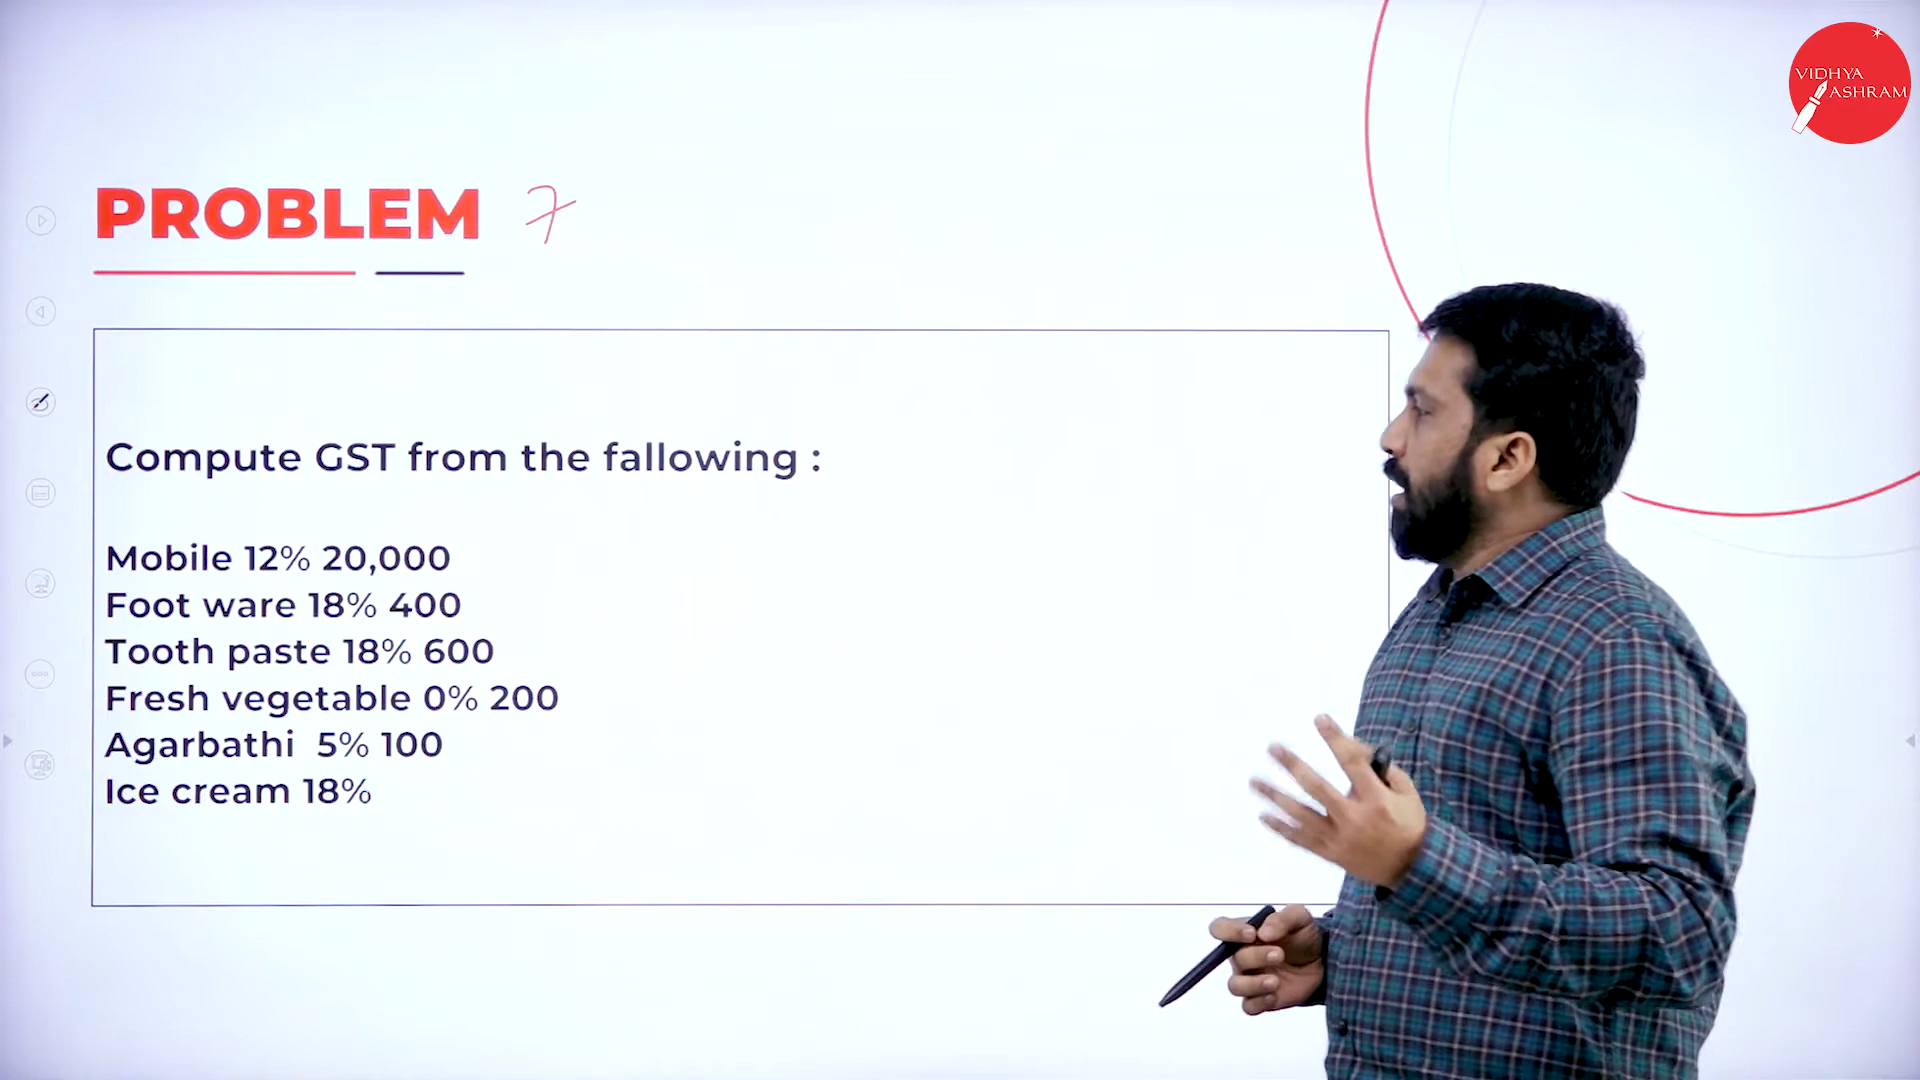 VIDHYA
ASHRAM
PROBLEM 7
Compute GST from the fallowing :
Mobile 12% 20,000
Foot ware 18% 400
Tooth paste 18% 600
Fresh vegetable 0% 200
Agarbathi 5% 100
Ice cream 18%